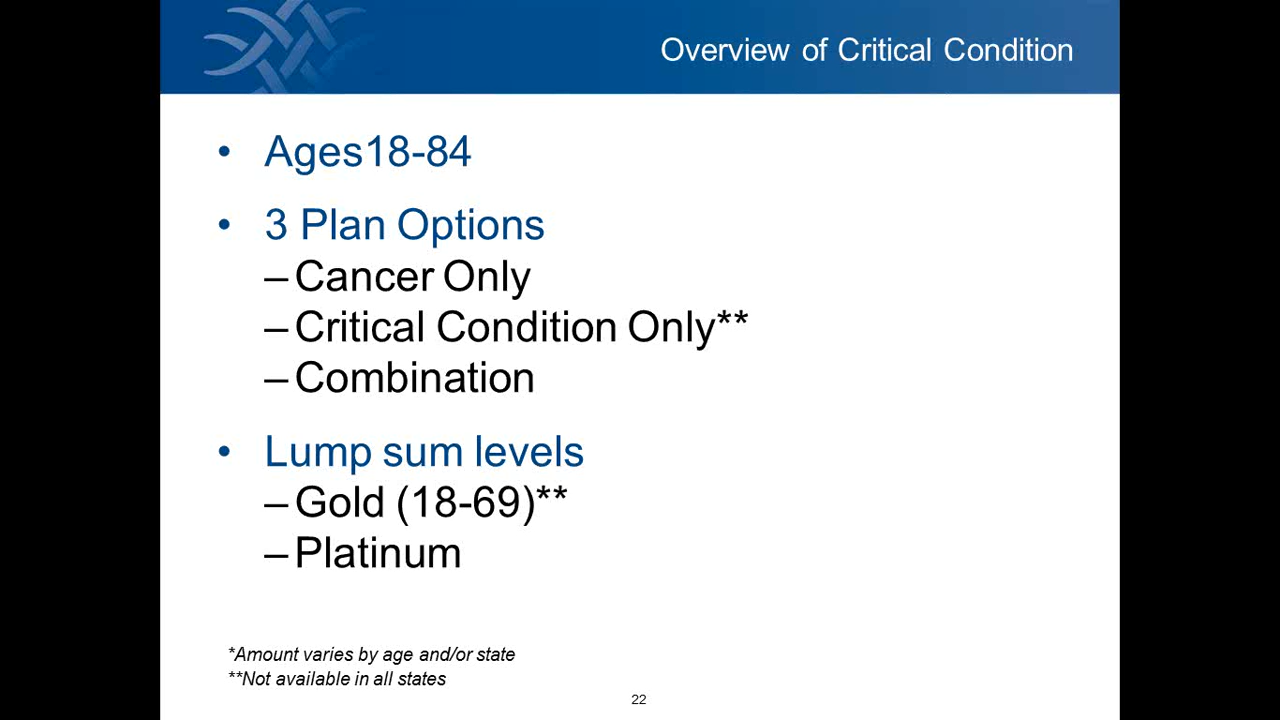 Overview of Critical Condition
• Ages18-84
• 3 Plan Options
–Cancer Only
–Critical Condition Only**
–Combination
• Lump sum levels
–Gold (18-69)**
–Platinum
*Amount varies by age and/or state
**Not available in all states
22